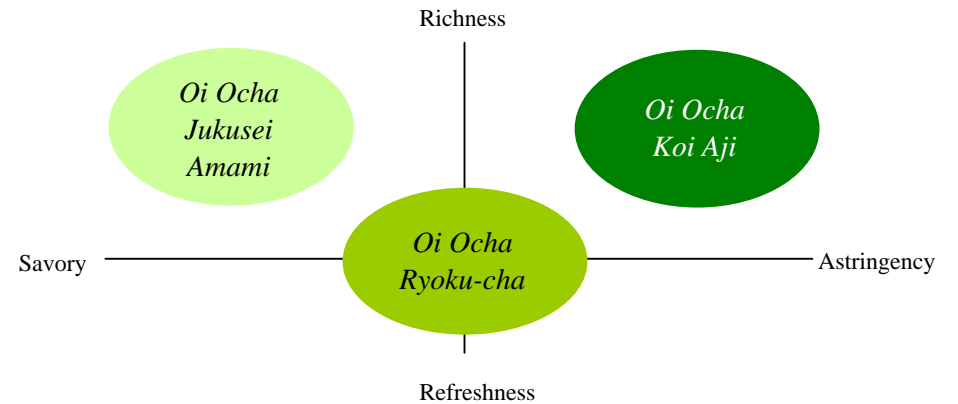 Richness
Oi Ocha
Jukusei
Amami
Oi Ocha
Koi Aji
Oi Ocha
Ryoku-cha
Savory
Astringency
Refreshness